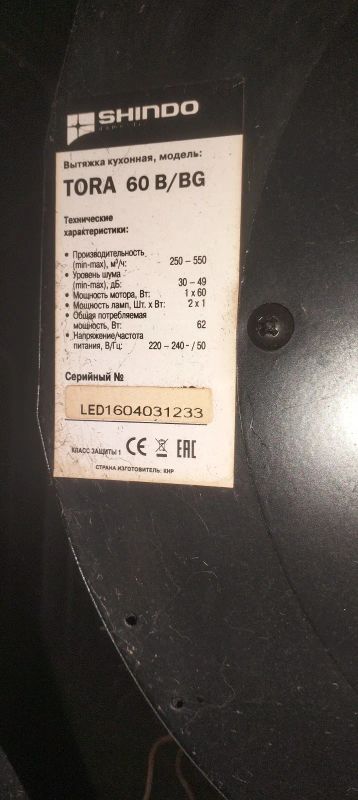 SHINDO
Вытяжка кухонная, модель:
TORA 60 B/BG
Технические
характеристики:
• Производительность
(min-max), м³/ч: 250 – 550
• Уровень шума
(min-max), дБ: 30 – 49
• Мощность мотора, Вт: 1 x 60
• Мощность ламп, Шт. x Вт: 2 x 1
• Общая потребляемая
мощность, Вт: 62
• Напряжение/частота
питания, В/Гц: 220 – 240 ~ / 50
Серийный №
LED1604031233
КЛАСС ЗАЩИТЫ 1 CE EAC
СТРАНА ИЗГОТОВИТЕЛЬ: КНР